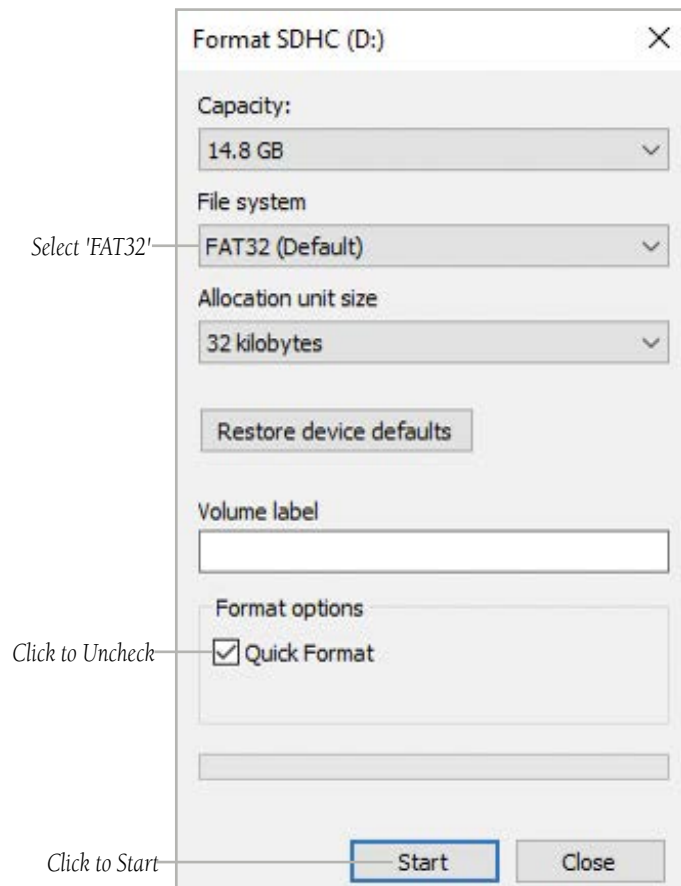 Format SDHC (D:)
Capacity:
14.8 GB
File system
Select 'FAT32'
FAT32 (Default)
Allocation unit size
32 kilobytes
Restore device defaults
Volume label
Format options
Click to Uncheck
Quick Format
Click to Start
Start
Close